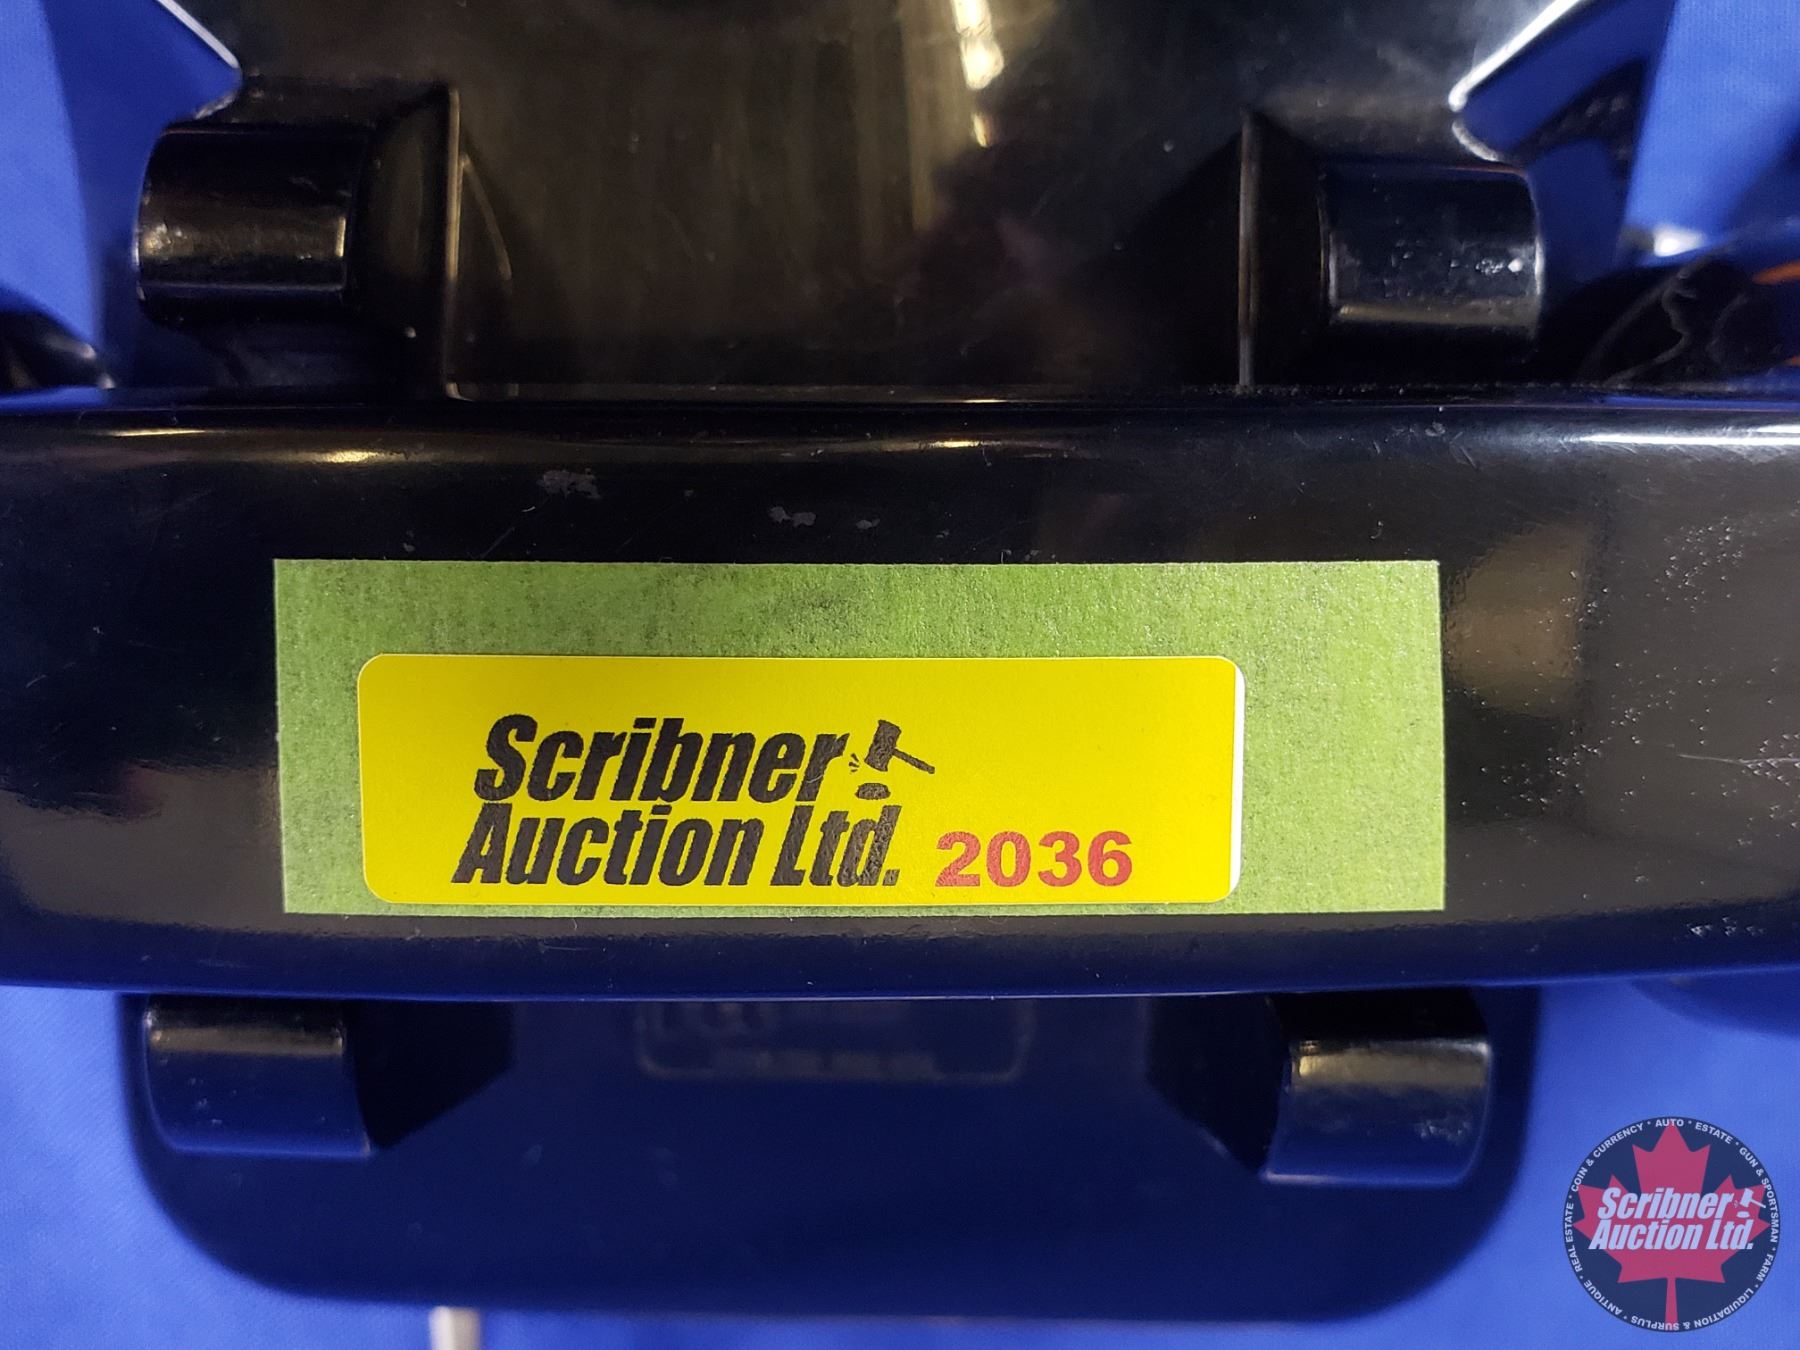 Scribner
Auction Ltd. 2036
COIN & CURRENCY * AUTO * ESTATE * GUN & SPORTSMAN * FARM * LIQUIDATION & SURPLUS * ANTIQUE * REAL ESTATE *
Scribner
Auction Ltd.